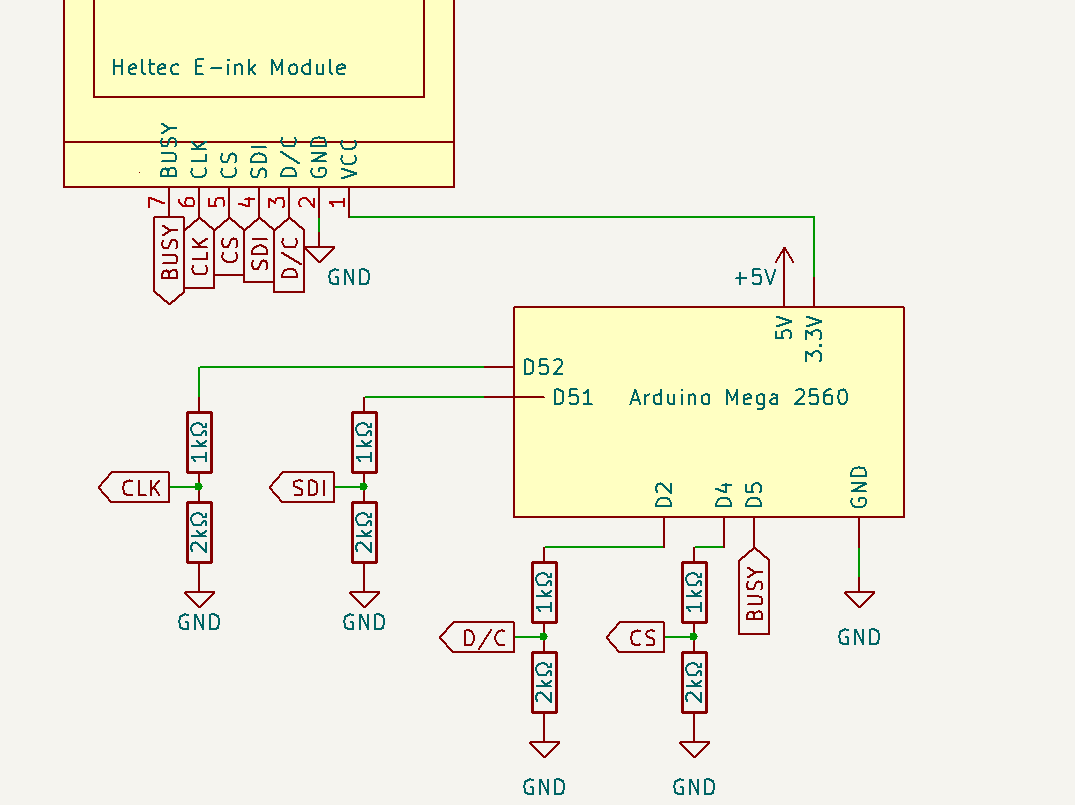 Heltec E-ink Module
BUSY
CLK
CS
SDI
D/C
GND
VCC
7
6
5
4
3
2
1
BUSY
CLK
CS
SDI
D/C
GND
+5V
5V
3.3V
D52
D51
Arduino Mega 2560
1kΩ
1kΩ
CLK
SDI
2kΩ
2kΩ
GND
GND
D2
D4
D5
GND
1kΩ
1kΩ
BUSY
D/C
CS
GND
2kΩ
2kΩ
GND
GND